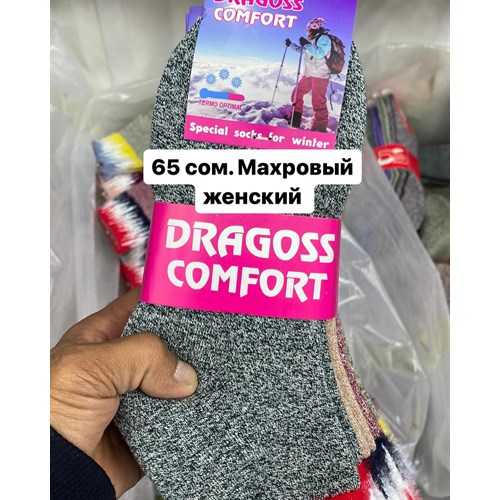 DRAGOSS
COMFORT
TERMO OPTIMAL
Special socks for winter
65 сом. Махровый
женский
DRAGOSS
COMFORT